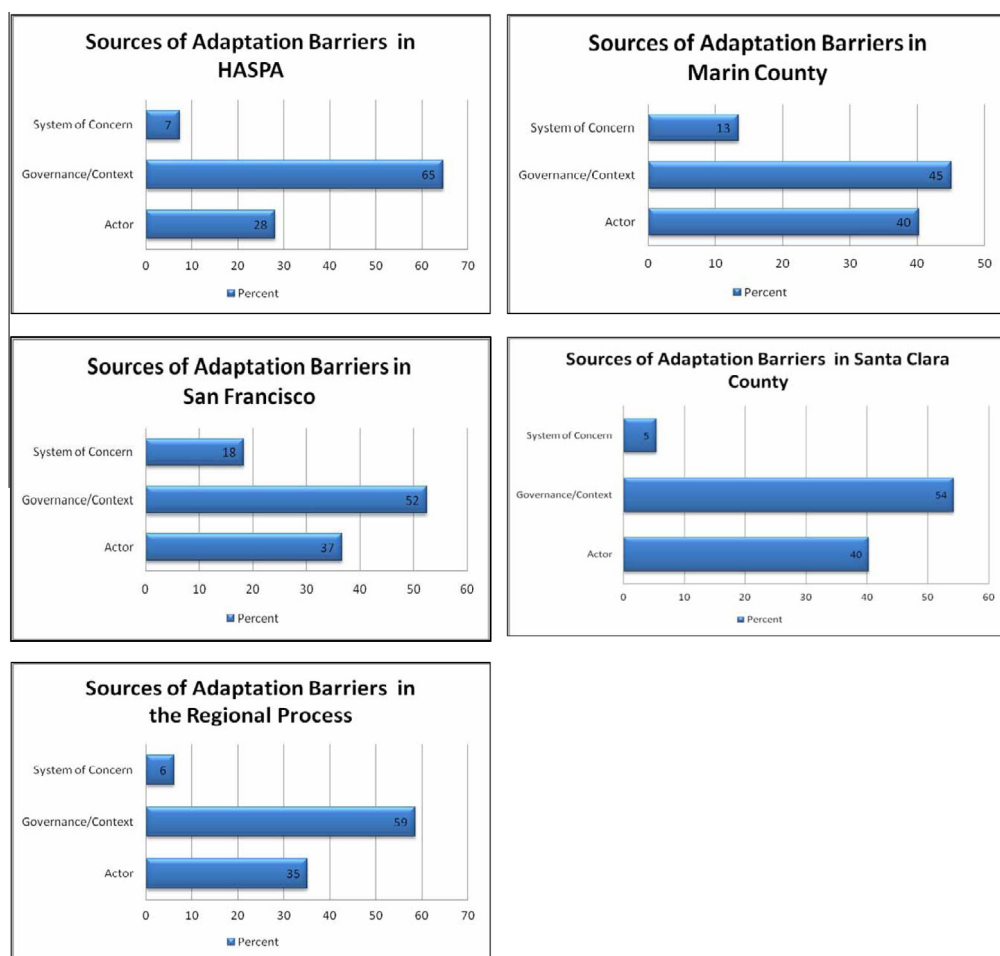 Sources of Adaptation Barriers in
HASPA
System of Concern
7
Governance/Context
65
Actor
28
0 10 20 30 40 50 60 70
Percent
Sources of Adaptation Barriers in
Marin County
System of Concern
13
Governance/Context
45
Actor
40
0 10 20 30 40 50
Percent
Sources of Adaptation Barriers in
San Francisco
System of Concern
18
Governance/Context
52
Actor
37
0 10 20 30 40 50 60
Percent
Sources of Adaptation Barriers in Santa Clara
County
System of Concern
5
Governance/Context
54
Actor
40
0 10 20 30 40 50 60
Percent
Sources of Adaptation Barriers in
the Regional Process
System of Concern
6
Governance/Context
59
Actor
35
0 10 20 30 40 50 60 70
Percent